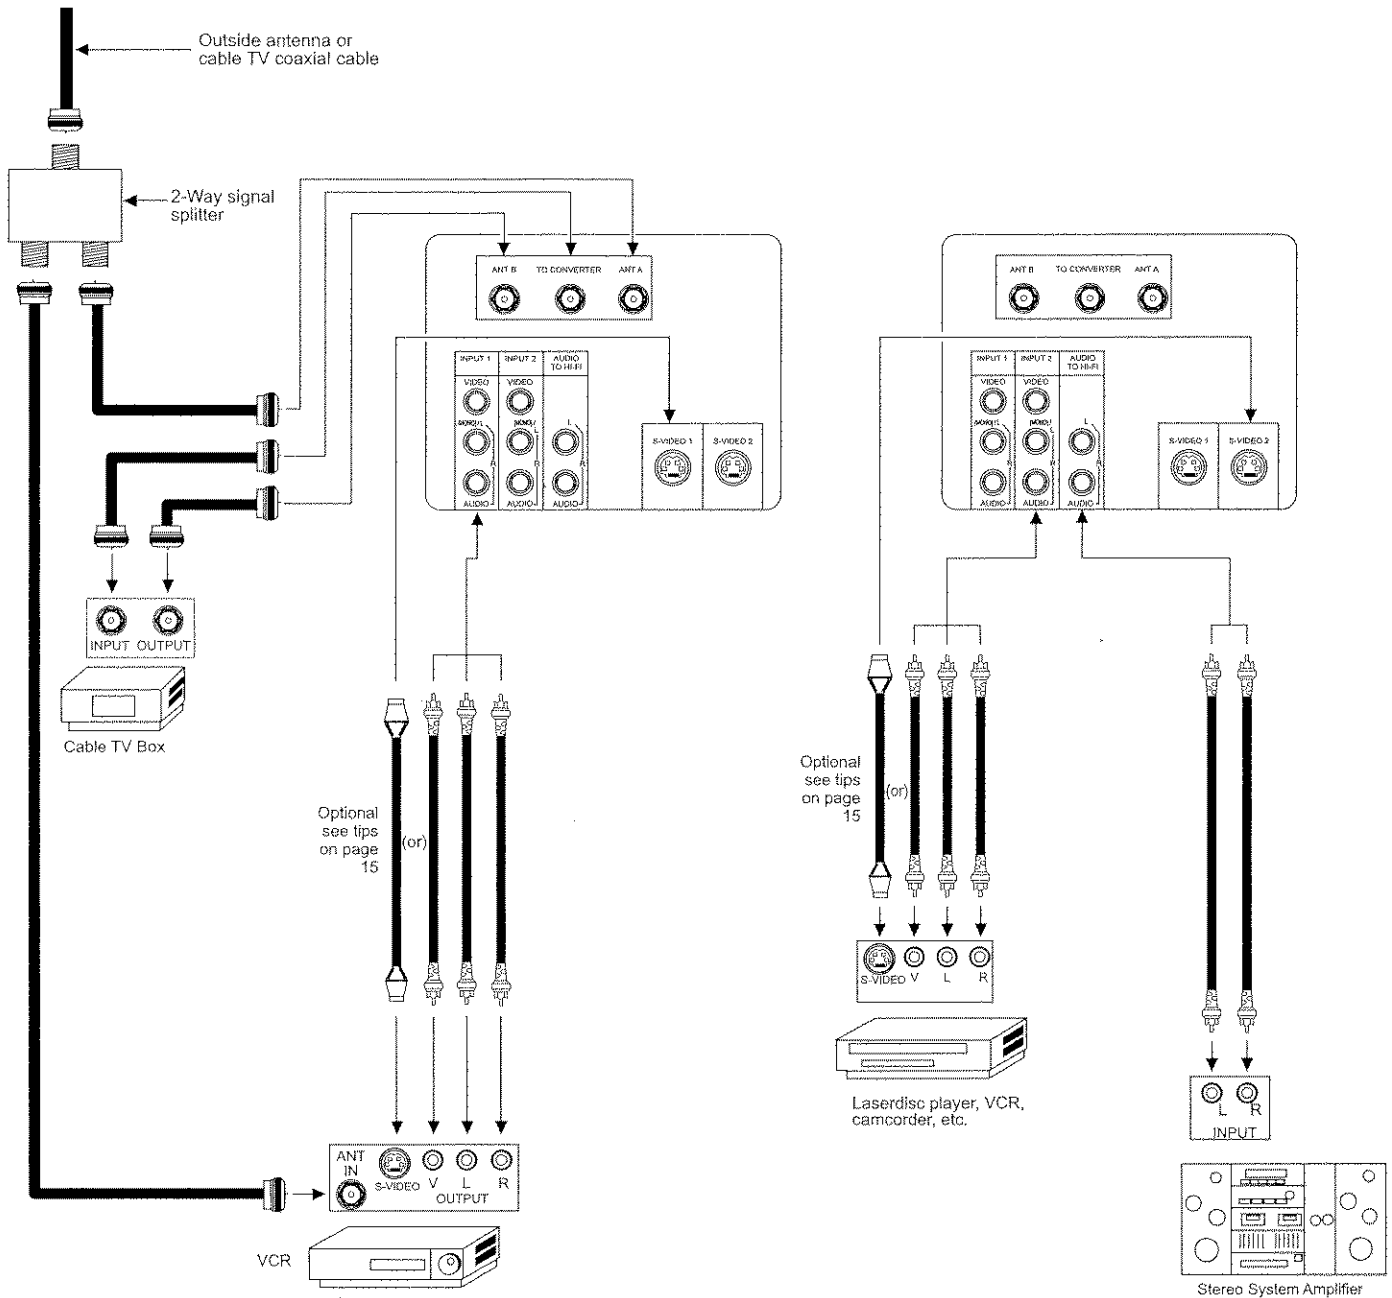 Outside antenna or
cable TV coaxial cable
2-Way signal
splitter
ANT B TO CONVERTER ANT A
INPUT 1 INPUT 2 AUDIO
TO HI-FI
VIDEO VIDEO
MONO/L MONO/L L L
R R R
AUDIO AUDIO AUDIO
S-VIDEO 1 S-VIDEO 2
INPUT OUTPUT
Cable TV Box
Optional
see tips
on page
15
(or)
ANT
IN
S-VIDEO V L R
OUTPUT
VCR
ANT B TO CONVERTER ANT A
INPUT 1 INPUT 2 AUDIO
TO HI-FI
VIDEO VIDEO
MONO/L MONO/L L L
R R R
AUDIO AUDIO AUDIO
S-VIDEO 1 S-VIDEO 2
Optional
see tips
on page
15
(or)
S-VIDEO V L R
Laserdisc player, VCR,
camcorder, etc.
L R
INPUT
Stereo System Amplifier